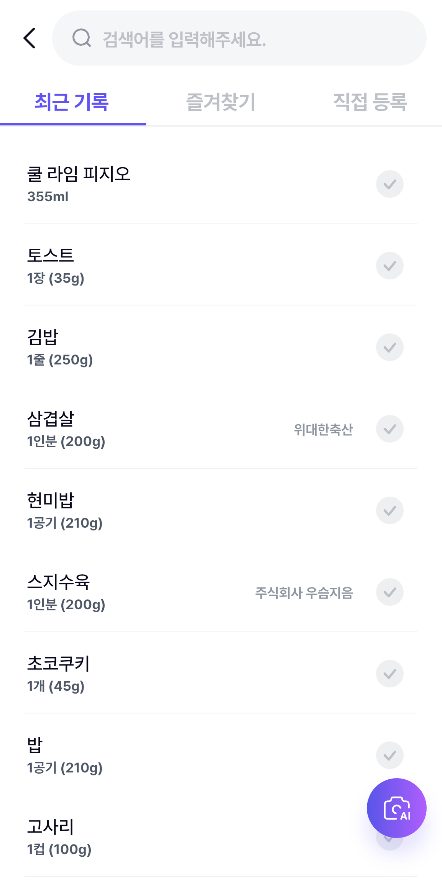 검색어를 입력해주세요.
최근 기록 즐겨찾기 직접 등록
쿨 라임 피지오
355ml
토스트
1장 (35g)
김밥
1줄 (250g)
삼겹살
1인분 (200g)
위대한축산
현미밥
1공기 (210g)
스지수육
1인분 (200g)
주식회사 우슴지음
초코쿠키
1개 (45g)
밥
1공기 (210g)
고사리
1컵 (100g)
AI